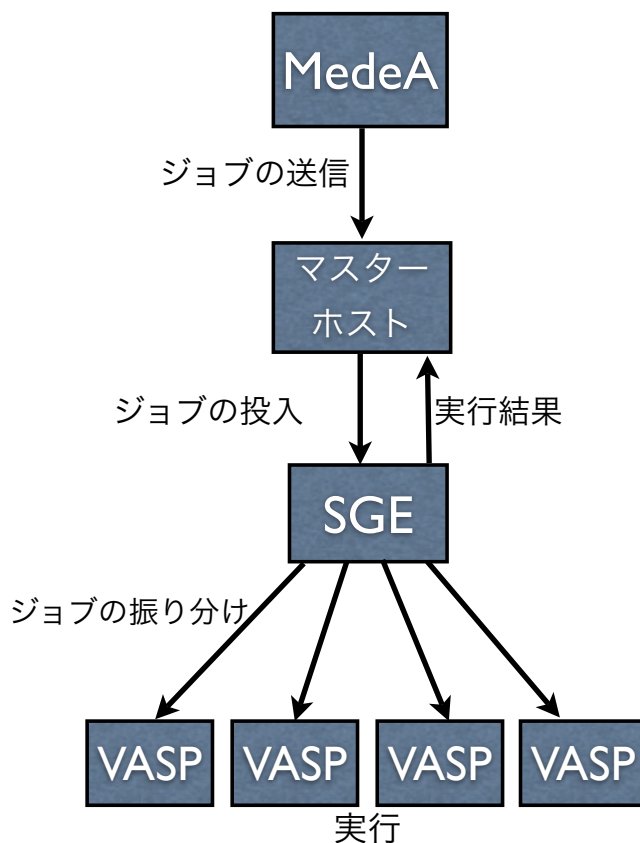 MedeA
ジョブの送信
マスター
ホスト
ジョブの投入
実行結果
SGE
ジョブの振り分け
VASP
VASP
VASP
VASP
実行